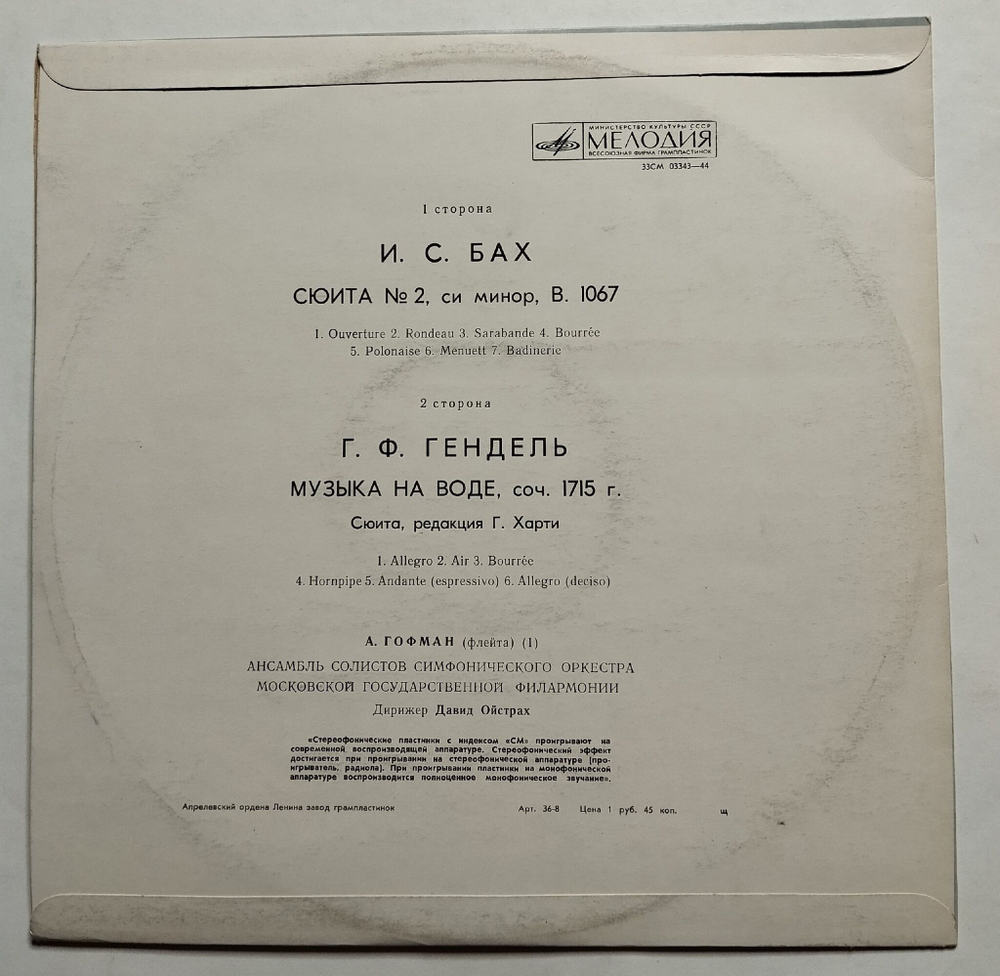 МИНИСТЕРСТВО КУЛЬТУРЫ СССР
МЕЛОДИЯ
ВСЕСОЮЗНАЯ ФИРМА ГРАМПЛАСТИНОК
33СМ 03343—44
1 сторона
И. С. БАХ
СЮИТА № 2, си минор, В. 1067
1. Ouverture 2. Rondeau 3. Sarabande 4. Bourrée
5. Polonaise 6. Menuett 7. Badinerie
2 сторона
Г. Ф. ГЕНДЕЛЬ
МУЗЫКА НА ВОДЕ, соч. 1715 г.
Сюита, редакция Г. Харти
1. Allegro 2. Air 3. Bourrée
4. Hornpipe 5. Andante (espressivo) 6. Allegro (deciso)
А. ГОФМАН (флейта) (1)
АНСАМБЛЬ СОЛИСТОВ СИМФОНИЧЕСКОГО ОРКЕСТРА
МОСКОВСКОЙ ГОСУДАРСТВЕННОЙ ФИЛАРМОНИИ
Дирижер Давид Ойстрах
«Стереофонические пластинки с индексом «СМ» проигрывают на
современной воспроизводящей аппаратуре. Стереофонический эффект
достигается при проигрывании на стереофонической аппаратуре (про-
игрыватель, радиола). При проигрывании пластинки на монофонической
аппаратуре воспроизводится полноценное монофоническое звучание».
Апрелевский ордена Ленина завод грампластинок Арт. 36-8 Цена 1 руб. 45 коп. щ